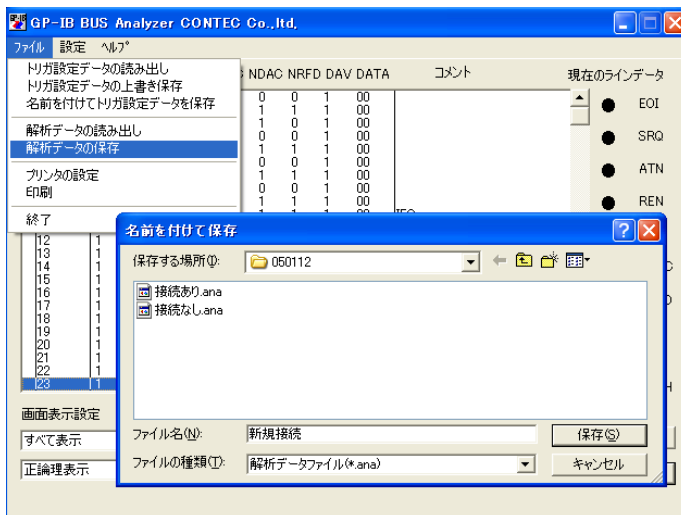 GP-IB BUS Analyzer CONTEC Co.,ltd,
ファイル 設定 ヘルプ
トリガ設定データの読み出し
トリガ設定データの上書き保存
名前を付けてトリガ設定データを保存
解析データの読み出し
解析データの保存
プリンタの設定
印刷
終了
NDAC NRFD DAV DATA コメント
0 0 1 00
1 1 1 00
1 0 1 00
0 0 1 00
1 1 1 00
0 0 1 00
1 1 1 00
0 0 1 00
1 1 1 00
現在のラインデータ
EOI
SRQ
ATN
REN
12 1
13 1
14 1
15 1
16 1
17 1
18 1
19 1
20 1
21 1
22 1
23 1
画面表示設定
すべて表示
正論理表示
名前を付けて保存
保存する場所(I): 050112
接続あり.ana
接続なし.ana
ファイル名(N): 新規接続 保存(S)
ファイルの種類(T): 解析データファイル(*.ana) キャンセル